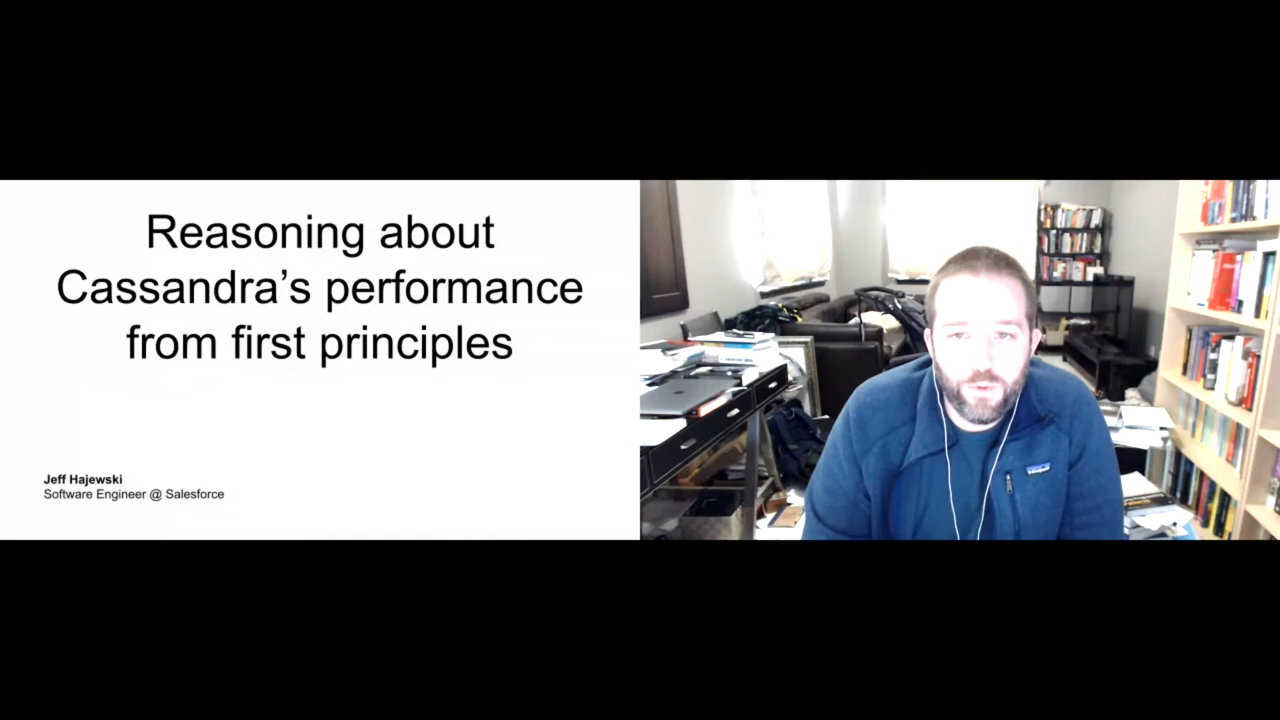 Reasoning about
Cassandra’s performance
from first principles
Jeff Hajewski
Software Engineer @ Salesforce